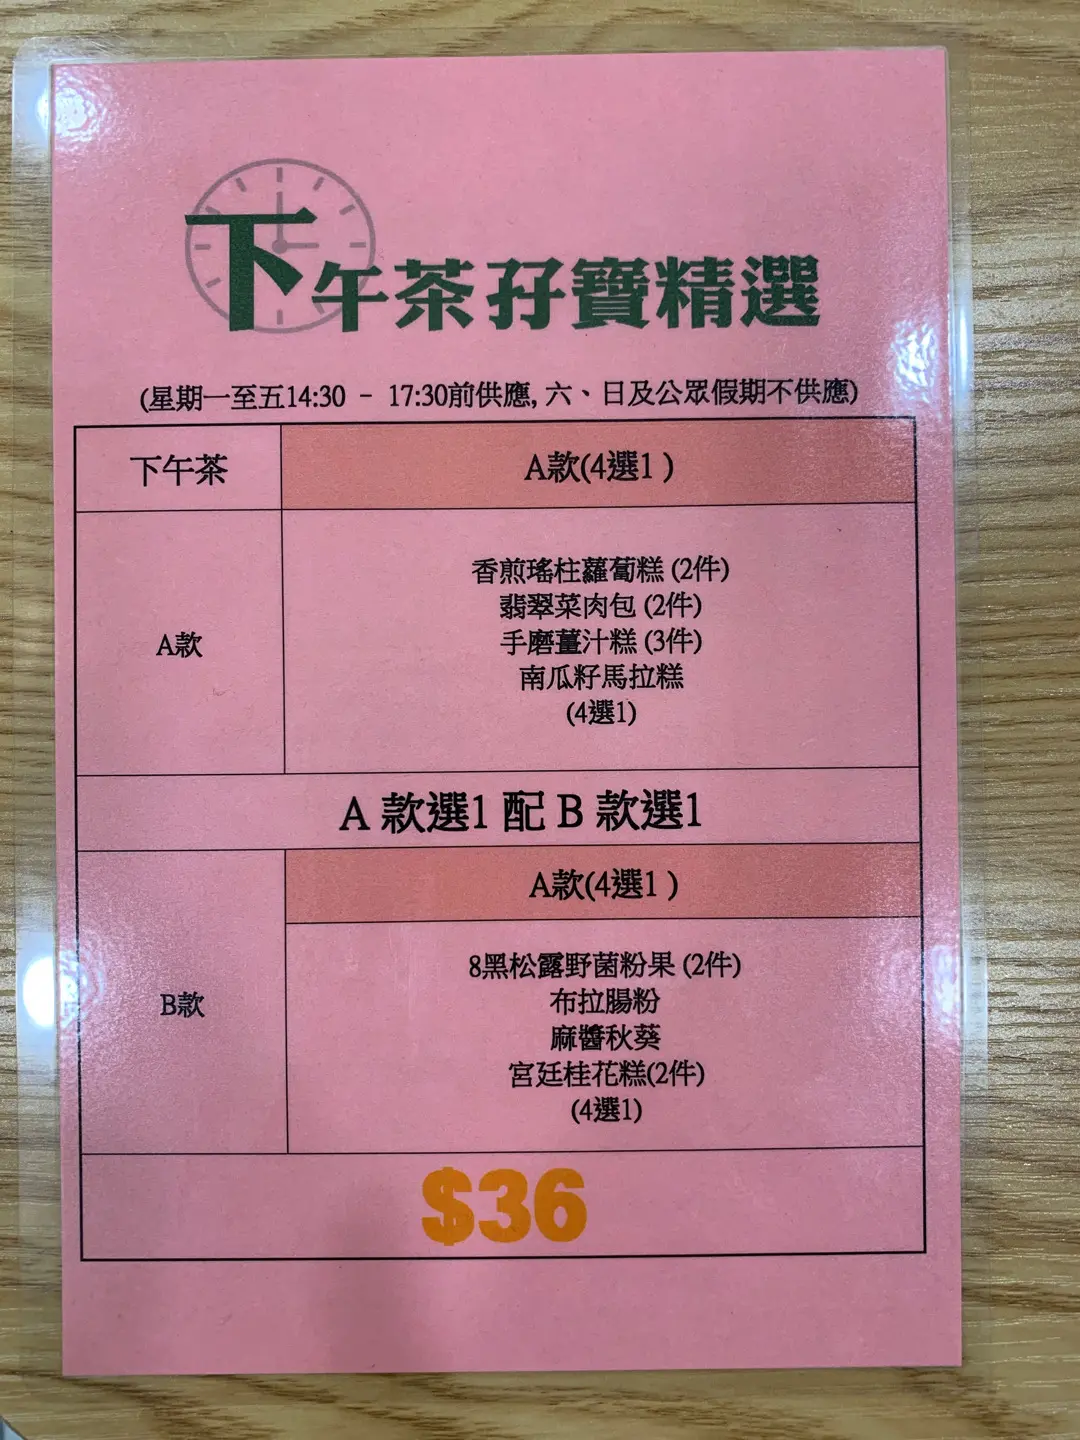 下午茶孖寶精選
(星期一至五14:30 - 17:30前供應, 六、日及公眾假期不供應)
下午茶
A款(4選1 )
A款
香煎瑤柱蘿蔔糕 (2件)
翡翠菜肉包 (2件)
手磨薑汁糕 (3件)
南瓜籽馬拉糕
(4選1)
A 款選1 配 B 款選1
B款
A款(4選1 )
8黑松露野菌粉果 (2件)
布拉腸粉
麻醬秋葵
宮廷桂花糕(2件)
(4選1)
$36